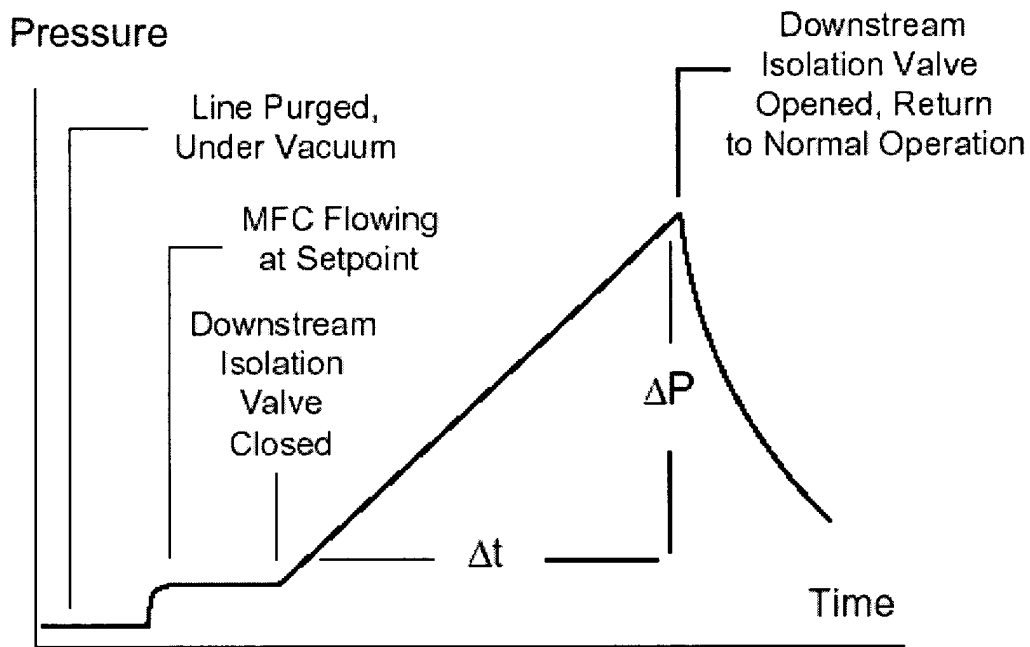 Pressure
Downstream
Isolation Valve
Opened, Return
to Normal Operation
Line Purged,
Under Vacuum
MFC Flowing
at Setpoint
Downstream
Isolation
Valve
Closed
ΔP
Δt
Time